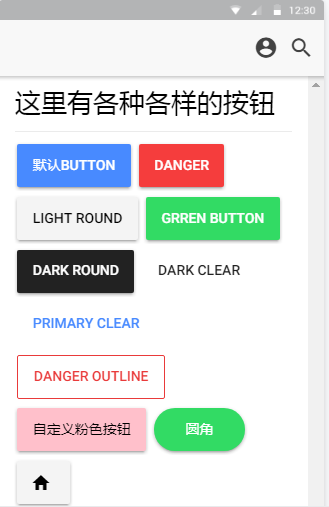 12:30
这里有各种各样的按钮
默认BUTTON DANGER
LIGHT ROUND GRREN BUTTON
DARK ROUND DARK CLEAR
PRIMARY CLEAR
DANGER OUTLINE
自定义粉色按钮 圆角